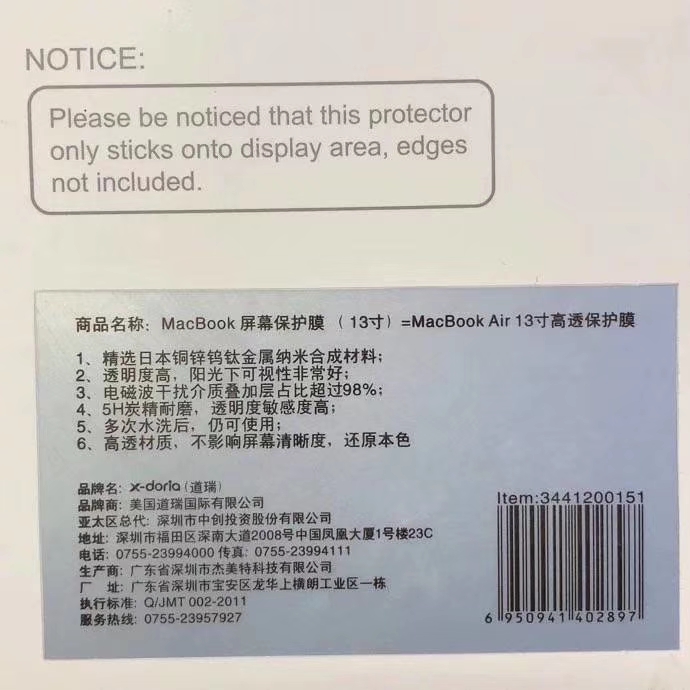 NOTICE:
Please be noticed that this protector
only sticks onto display area, edges
not included.
商品名称：MacBook 屏幕保护膜 （13寸）=MacBook Air 13寸高透保护膜
1、精选日本铜锌钨钛金属纳米合成材料；
2、透明度高，阳光下可视性非常好；
3、电磁波干扰介质叠加层占比超过98%；
4、5H炭精耐磨，透明度敏感度高；
5、多次水洗后，仍可使用；
6、高透材质，不影响屏幕清晰度，还原本色
品牌名：x-doria（道瑞）
品牌商：美国道瑞国际有限公司
亚太区总代：深圳市中创投资股份有限公司
地址：深圳市福田区深南大道2008号中国凤凰大厦1号楼23C
电话：0755-23994000 传真：0755-23994111
生产商：广东省深圳市杰美特科技有限公司
厂 址：广东省深圳市宝安区龙华上横朗工业区一栋
执行标准：Q/JMT 002-2011
服务热线：0755-23957927
Item:3441200151
6 950941 402897